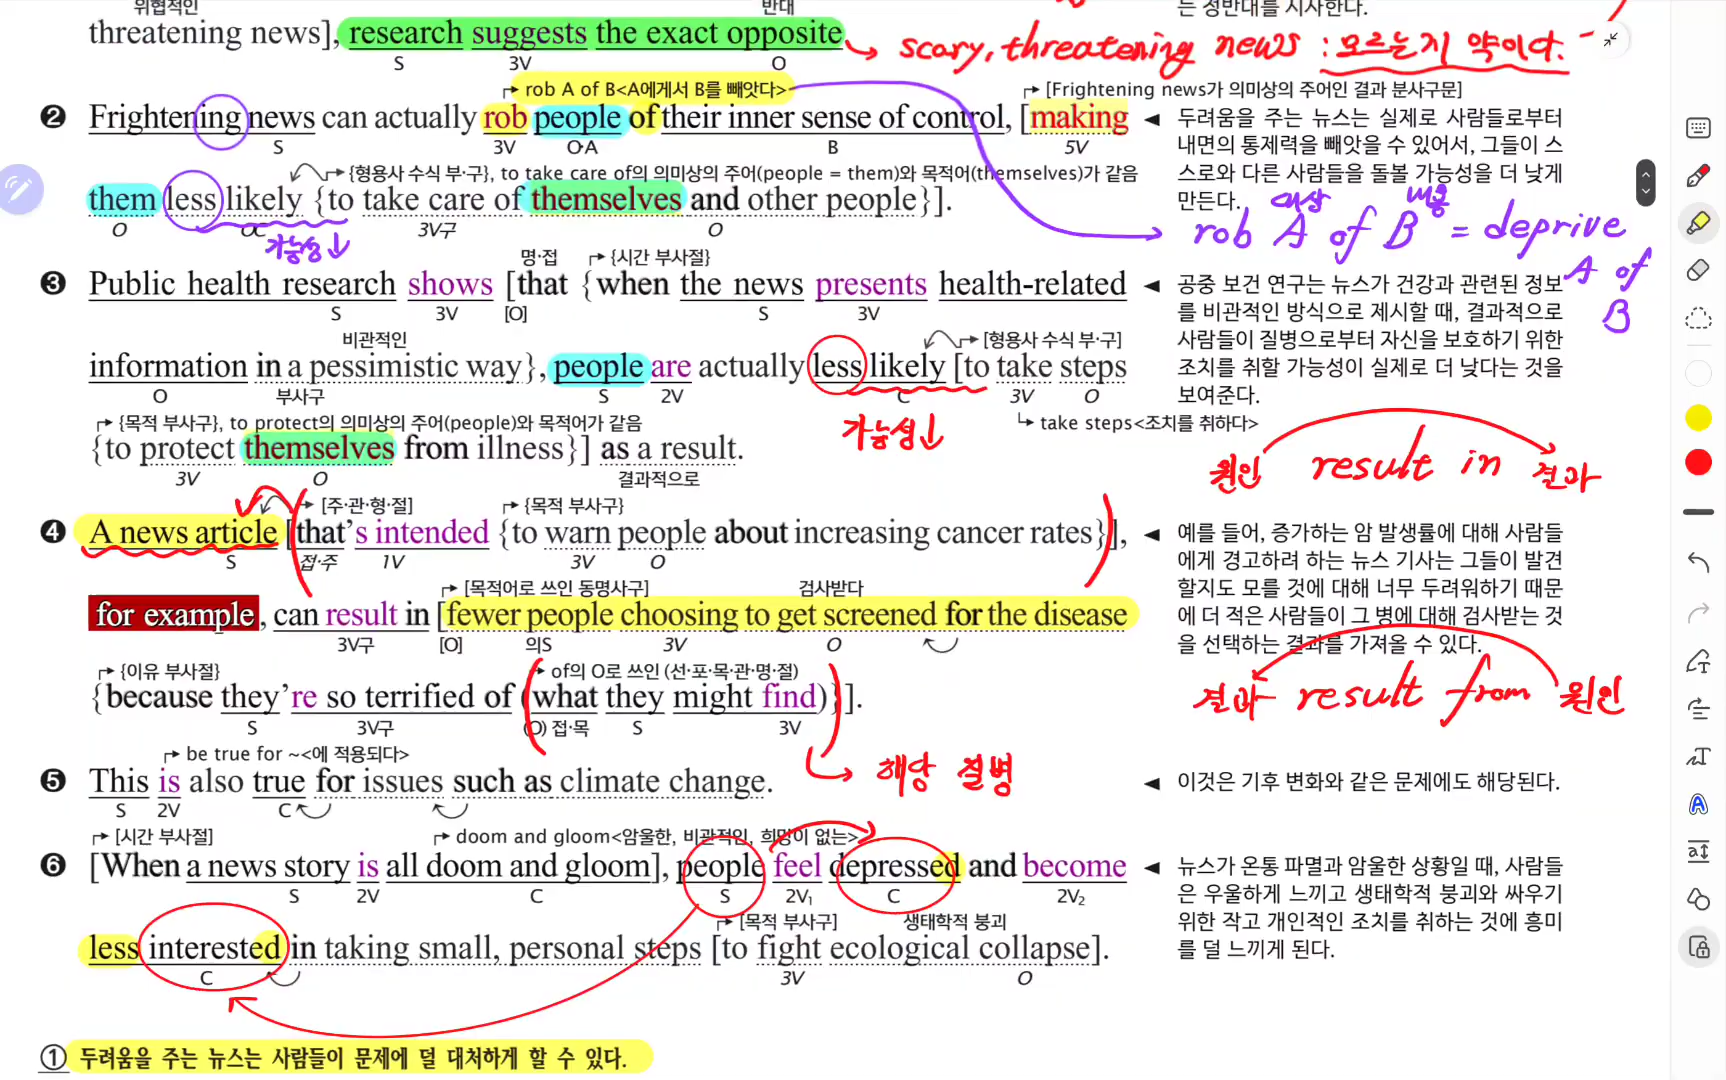 위협적인
반대
는 정반대를 시사한다.
threatening news], research suggests the exact opposite
S 3V O
scary, threatening news : 모르는게 약이다.
rob A of B<A에게서 B를 빼앗다>
[Frightening news가 의미상의 주어인 결과 분사구문]
❷ Frightening news can actually rob people of their inner sense of control, [making
S 3V O·A B 5V
◄ 두려움을 주는 뉴스는 실제로 사람들로부터
내면의 통제력을 빼앗을 수 있어서, 그들이 스
스로와 다른 사람들을 돌볼 가능성을 더 낮게
만든다.
{형용사 수식 부·구}, to take care of의 의미상의 주어(people = them)와 목적어(themselves)가 같음
them less likely {to take care of themselves and other people}].
O OC 3V구 O
가능성↓
대상 내용
rob A of B = deprive
A of
B
명·접 {시간 부사절}
❸ Public health research shows [that {when the news presents health-related
S 3V [O] S 3V
◄ 공중 보건 연구는 뉴스가 건강과 관련된 정보
를 비관적인 방식으로 제시할 때, 결과적으로
사람들이 질병으로부터 자신을 보호하기 위한
조치를 취할 가능성이 실제로 더 낮다는 것을
보여준다.
비관적인 [형용사 수식 부·구]
information in a pessimistic way}, people are actually less likely [to take steps
O 부사구 S 2V C 3V O
가능성↓
take steps<조치를 취하다>
{목적 부사구}, to protect의 의미상의 주어(people)와 목적어가 같음
{to protect themselves from illness}] as a result.
3V O 결과적으로
원인 result in 결과
[주·관·형·절] {목적 부사구}
❹ A news article [that's intended {to warn people about increasing cancer rates}],
S 접·주 1V 3V O
◄ 예를 들어, 증가하는 암 발생률에 대해 사람들
에게 경고하려 하는 뉴스 기사는 그들이 발견
할지도 모를 것에 대해 너무 두려워하기 때문
에 더 적은 사람들이 그 병에 대해 검사받는 것
을 선택하는 결과를 가져올 수 있다.
[목적어로 쓰인 동명사구] 검사받다
for example, can result in [fewer people choosing to get screened for the disease
3V구 [O] 의S 3V O
{이유 부사절} of의 O로 쓰인 (선·포·목·관·명·절)
{because they're so terrified of (what they might find)}].
S 3V구 (O) 접·목 S 3V
결과 result from 원인
해당 질병
be true for ~<에 적용되다>
❺ This is also true for issues such as climate change.
S 2V C
◄ 이것은 기후 변화와 같은 문제에도 해당된다.
[시간 부사절] doom and gloom<암울한, 비관적인, 희망이 없는>
❻ [When a news story is all doom and gloom], people feel depressed and become
S 2V C S 2V₁ C 2V₂
◄ 뉴스가 온통 파멸과 암울한 상황일 때, 사람들
은 우울하게 느끼고 생태학적 붕괴와 싸우기
위한 작고 개인적인 조치를 취하는 것에 흥미
를 덜 느끼게 된다.
[목적 부사구] 생태학적 붕괴
less interested in taking small, personal steps [to fight ecological collapse].
C 3V O
① 두려움을 주는 뉴스는 사람들이 문제에 덜 대처하게 할 수 있다.